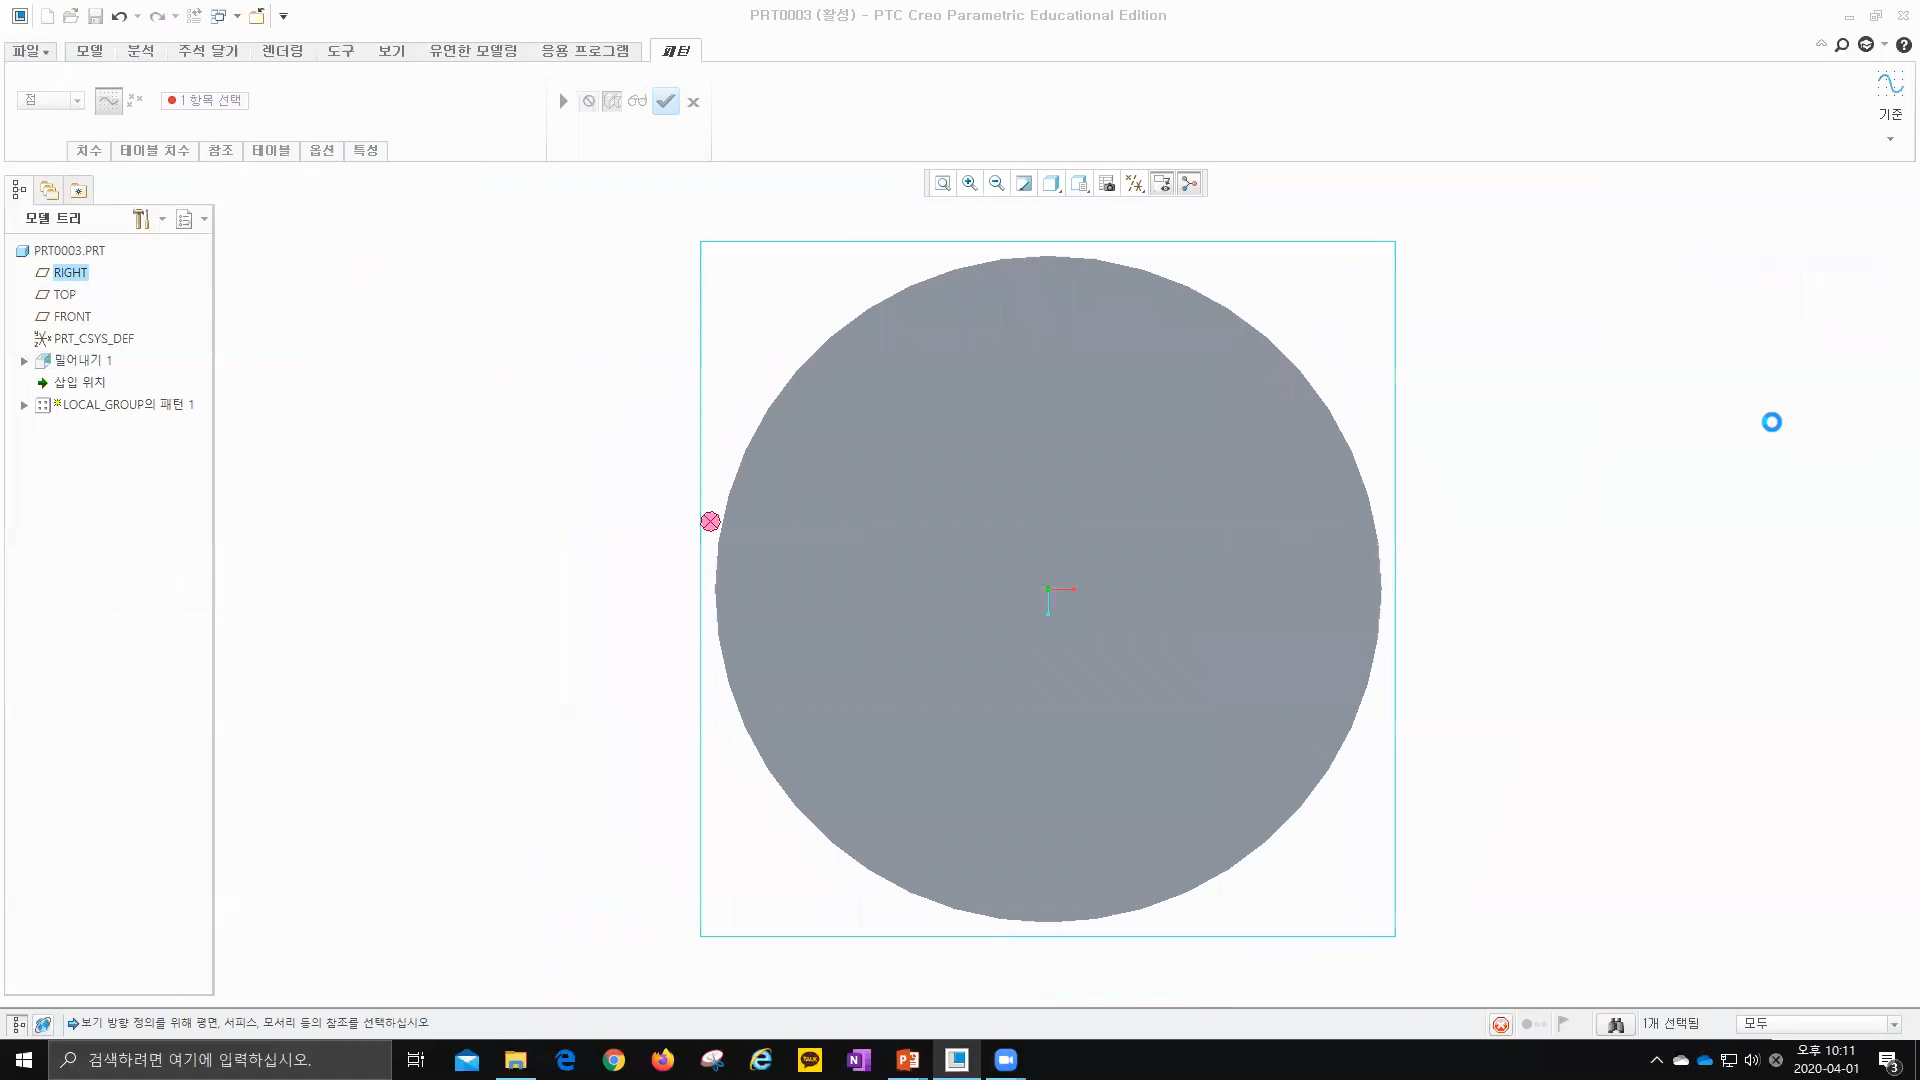 PRT0003 (활성) - PTC Creo Parametric Educational Edition
파일 모델 분석 주석 달기 렌더링 도구 보기 유연한 모델링 응용 프로그램 패턴
점 1 항목 선택
기준
치수 테이블 치수 참조 테이블 옵션 특성
모델 트리
PRT0003.PRT
RIGHT
TOP
FRONT
PRT_CSYS_DEF
밀어내기 1
삽입 위치
LOCAL_GROUP의 패턴 1
보기 방향 정의를 위해 평면, 서피스, 모서리 등의 참조를 선택하십시오
1개 선택됨 모두
검색하려면 여기에 입력하십시오.
오후 10:11
2020-04-01
3